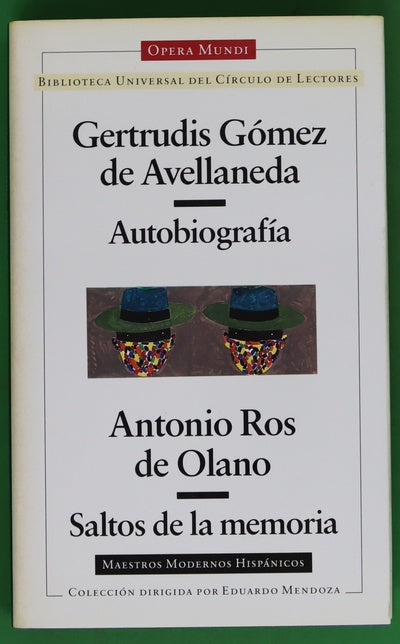 OPERA MUNDI
BIBLIOTECA UNIVERSAL DEL CÍRCULO DE LECTORES
Gertrudis Gómez
de Avellaneda
Autobiografía
Antonio Ros
de Olano
Saltos de la memoria
MAESTROS MODERNOS HISPÁNICOS
COLECCIÓN DIRIGIDA POR EDUARDO MENDOZA